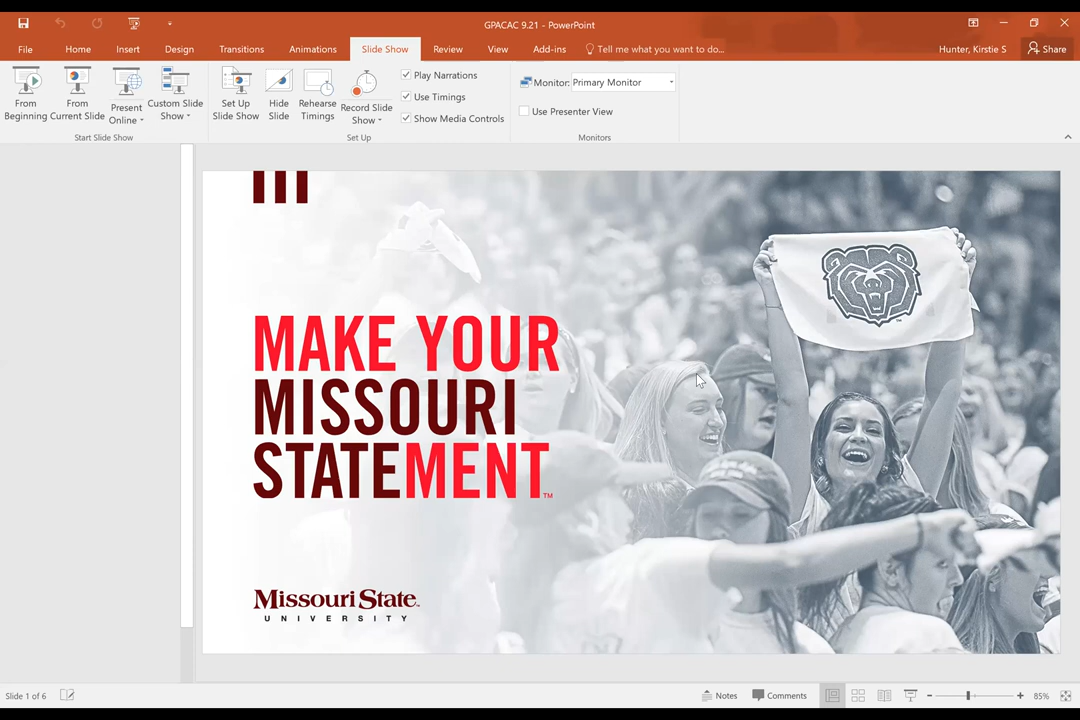 GPACAC 9.21 - PowerPoint
File Home Insert Design Transitions Animations Slide Show Review View Add-ins Tell me what you want to do... Hunter, Kirstie S Share
From Beginning
From Current Slide
Present Online
Custom Slide Show
Start Slide Show
Set Up Slide Show
Hide Slide
Rehearse Timings
Record Slide Show
Play Narrations
Use Timings
Show Media Controls
Set Up
Monitor: Primary Monitor
Use Presenter View
Monitors
MAKE YOUR
MISSOURI
STATEMENT™
Missouri State™
UNIVERSITY
Slide 1 of 6 Notes Comments 85%